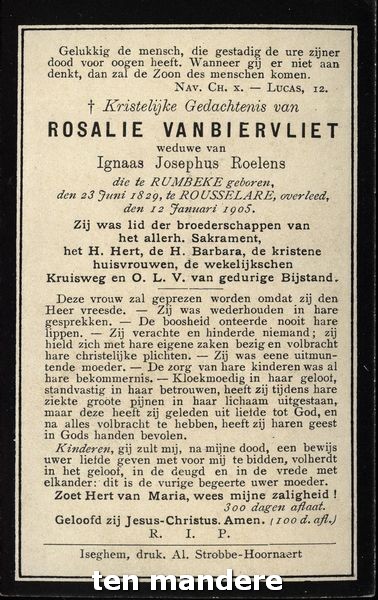 Gelukkig de mensch, die gestadig de ure zijner
dood voor oogen heeft. Wanneer gij er niet aan
denkt, dan zal de Zoon des menschen komen.
Nav. Ch. x. — Lucas, 12.
† Kristelijke Gedachtenis van
ROSALIE VANBIERVLIET
weduwe van
Ignaas Josephus Roelens
die te RUMBEKE geboren,
den 23 Juni 1829, te ROUSSELARE, overleed,
den 12 Januari 1905.
Zij was lid der broederschappen van
het allerh. Sakrament,
het H. Hert, de H. Barbara, de kristene
huisvrouwen, de wekelijkschen
Kruisweg en O. L. V. van gedurige Bijstand.
Deze vrouw zal geprezen worden omdat zij den
Heer vreesde. — Zij was wederhouden in hare
gesprekken. — De boosheid onteerde nooit hare
lippen. — Zij verachte en hinderde niemand; zij
hield zich met hare eigene zaken bezig en volbracht
hare christelijke plichten. — Zij was eene uitmun-
tende moeder. — De zorg van hare kinderen was al
hare bekommernis. — Kloekmoedig in haar geloof,
standvastig in haar betrouwen, heeft zij tijdens hare
ziekte groote pijnen in haar lichaam uitgestaan,
maar deze heeft zij geleden uit liefde tot God, en
na alles volbracht te hebben, heeft zij haren geest
in Gods handen bevolen.
Kinderen, gij zult mij, na mijne dood, een bewijs
uwer liefde geven met voor mij te bidden, volherdt
in het geloof, in de deugd en in de vrede met
elkander: dit is de vurige begeerte uwer moeder.
Zoet Hert van Maria, wees mijne zaligheid !
300 dagen aflaat.
Geloofd zij Jesus-Christus. Amen. (100 d. afl.)
R. I. P.
Iseghem, druk. Al. Strobbe-Hoornaert
ten mandere